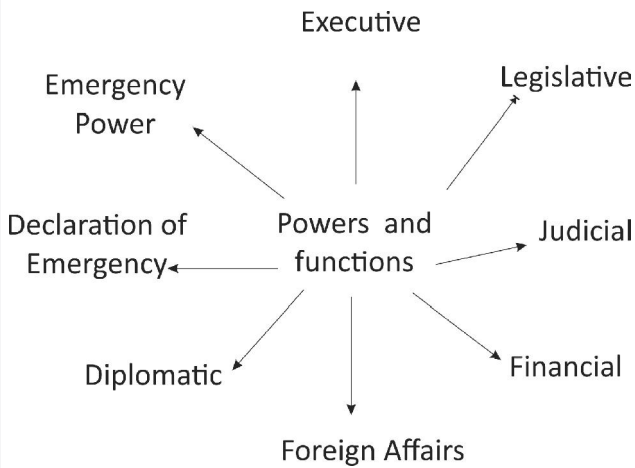 Executive
Legislative
Emergency
Power
Declaration of
Emergency
Powers and
functions
Judicial
Diplomatic
Financial
Foreign Affairs